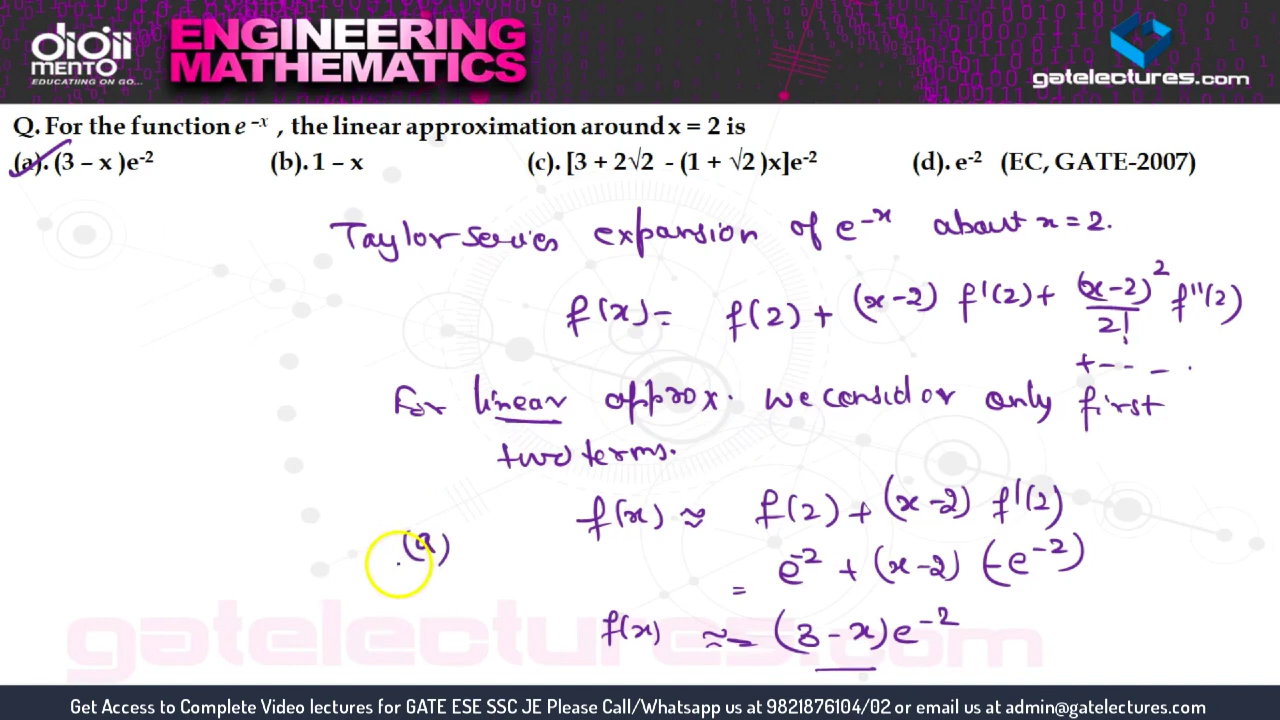 digii
MENTO
EDUCATIING ON GO...
ENGINEERING
MATHEMATICS
gatelectures.com
Q. For the function e⁻ˣ , the linear approximation around x = 2 is
(a). (3 – x )e⁻² (b). 1 – x (c). [3 + 2√2 - (1 + √2 )x]e⁻² (d). e⁻² (EC, GATE-2007)
Taylor series expansion of e⁻ˣ about x = 2.
f(x) = f(2) + (x-2) f'(2) + (x-2)²/2! f''(2)
+ - - - .
For linear approx. we consider only first
two terms.
f(x) ≈ f(2) + (x-2) f'(2)
= e⁻² + (x-2) (-e⁻²)
(a)
f(x) ≈ (3-x)e⁻²
gatelectures.com
Get Access to Complete Video lectures for GATE ESE SSC JE Please Call/Whatsapp us at 9821876104/02 or email us at admin@gatelectures.com